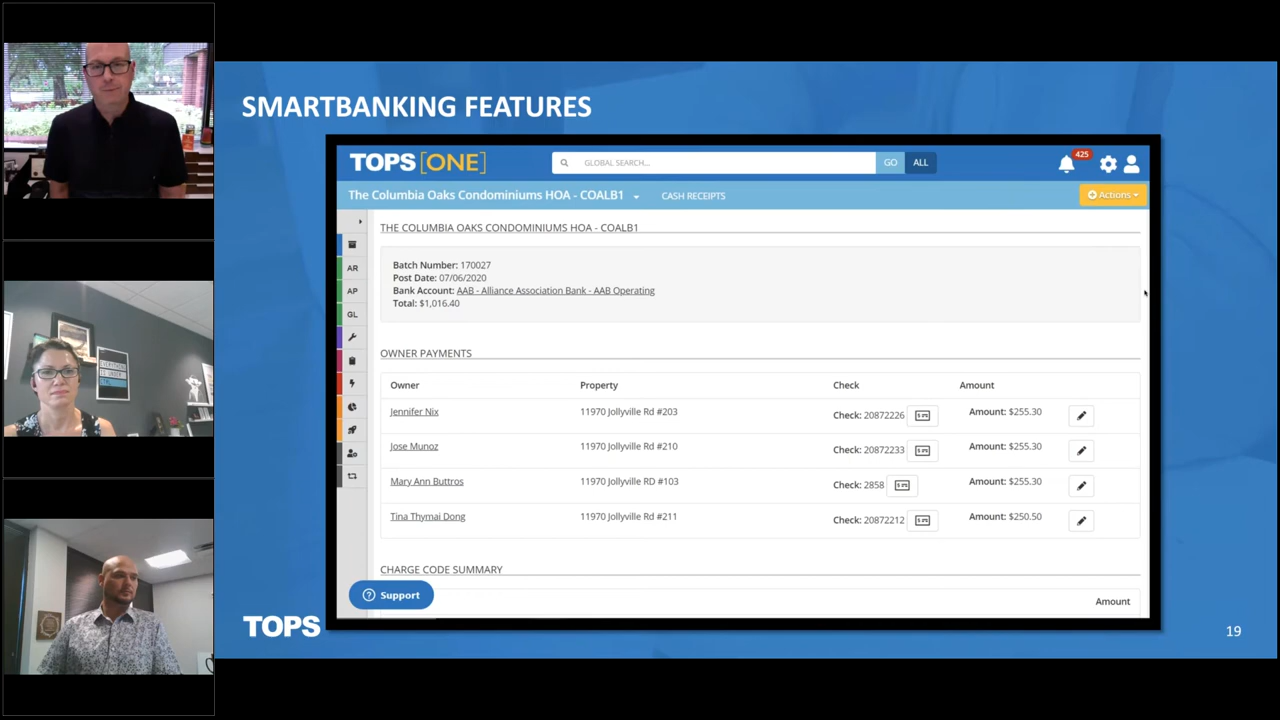 SMARTBANKING FEATURES
TOPS [ONE]
GLOBAL SEARCH...
GO
ALL
425
The Columbia Oaks Condominiums HOA - COALB1
CASH RECEIPTS
Actions
THE COLUMBIA OAKS CONDOMINIUMS HOA - COALB1
Batch Number: 170027
Post Date: 07/06/2020
Bank Account: AAB - Alliance Association Bank - AAB Operating
Total: $1,016.40
AR
AP
GL
OWNER PAYMENTS
Owner Property Check Amount
Jennifer Nix 11970 Jollyville Rd #203 Check: 20872226 Amount: $255.30
Jose Munoz 11970 Jollyville Rd #210 Check: 20872233 Amount: $255.30
Mary Ann Buttros 11970 Jollyville RD #103 Check: 2858 Amount: $255.30
Tina Thymai Dong 11970 Jollyville Rd #211 Check: 20872212 Amount: $250.50
CHARGE CODE SUMMARY
Amount
Support
TOPS
19
EVERYTHING
IS UNDER